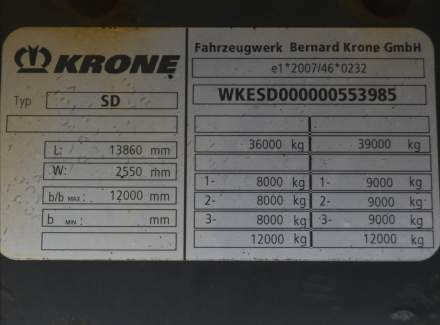 KRONE
Fahrzeugwerk Bernard Krone GmbH
e1*2007/46*0232
Typ SD
WKESD000000553985
L: 13860 mm
W: 2550 mm
b/b MAX: 12000 mm
b MIN: mm
36000 kg 39000 kg
1- 8000 kg 1- 9000 kg
2- 8000 kg 2- 9000 kg
3- 8000 kg 3- 9000 kg
12000 kg 12000 kg